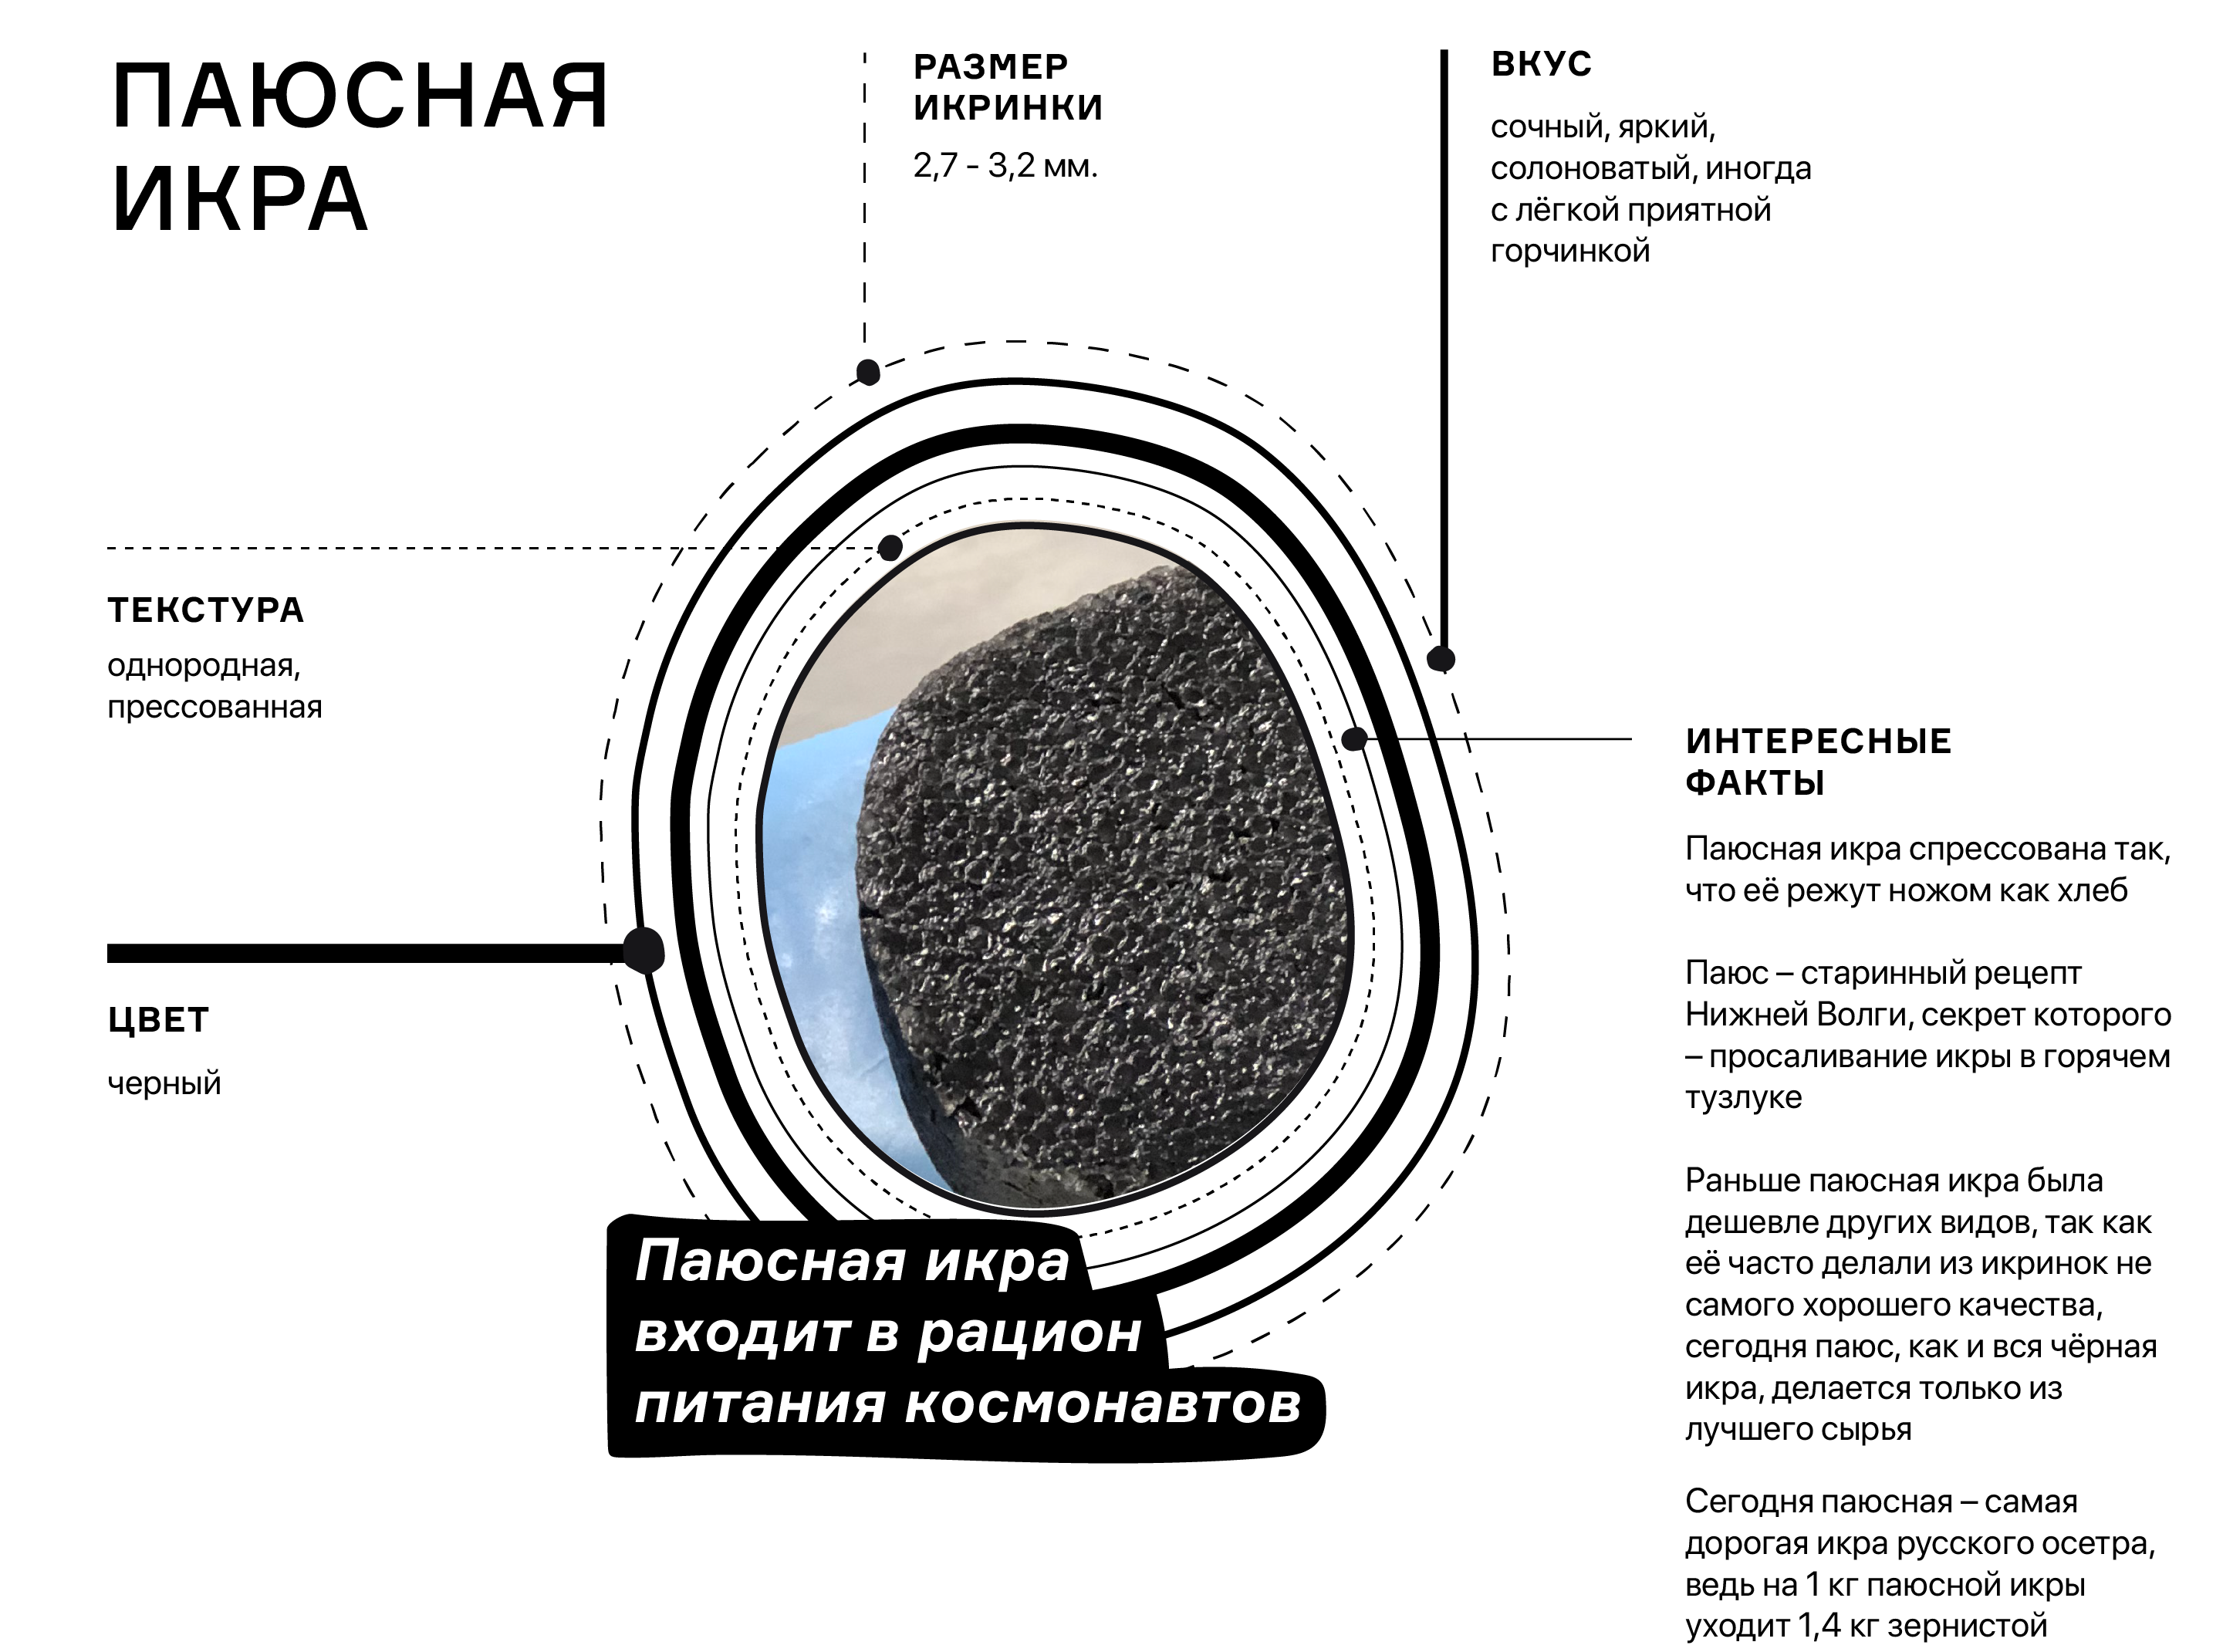 ПАЮСНАЯ
ИКРА
РАЗМЕР
ИКРИНКИ
2,7 - 3,2 мм.
ВКУС
сочный, яркий,
солоноватый, иногда
с лёгкой приятной
горчинкой
ТЕКСТУРА
однородная,
прессованная
ЦВЕТ
черный
ИНТЕРЕСНЫЕ
ФАКТЫ
Паюсная икра спрессована так,
что её режут ножом как хлеб
Паюс – старинный рецепт
Нижней Волги, секрет которого
– просаливание икры в горячем
тузлуке
Раньше паюсная икра была
дешевле других видов, так как
её часто делали из икринок не
самого хорошего качества,
сегодня паюс, как и вся чёрная
икра, делается только из
лучшего сырья
Сегодня паюсная – самая
дорогая икра русского осетра,
ведь на 1 кг паюсной икры
уходит 1,4 кг зернистой
Паюсная икра
входит в рацион
питания космонавтов